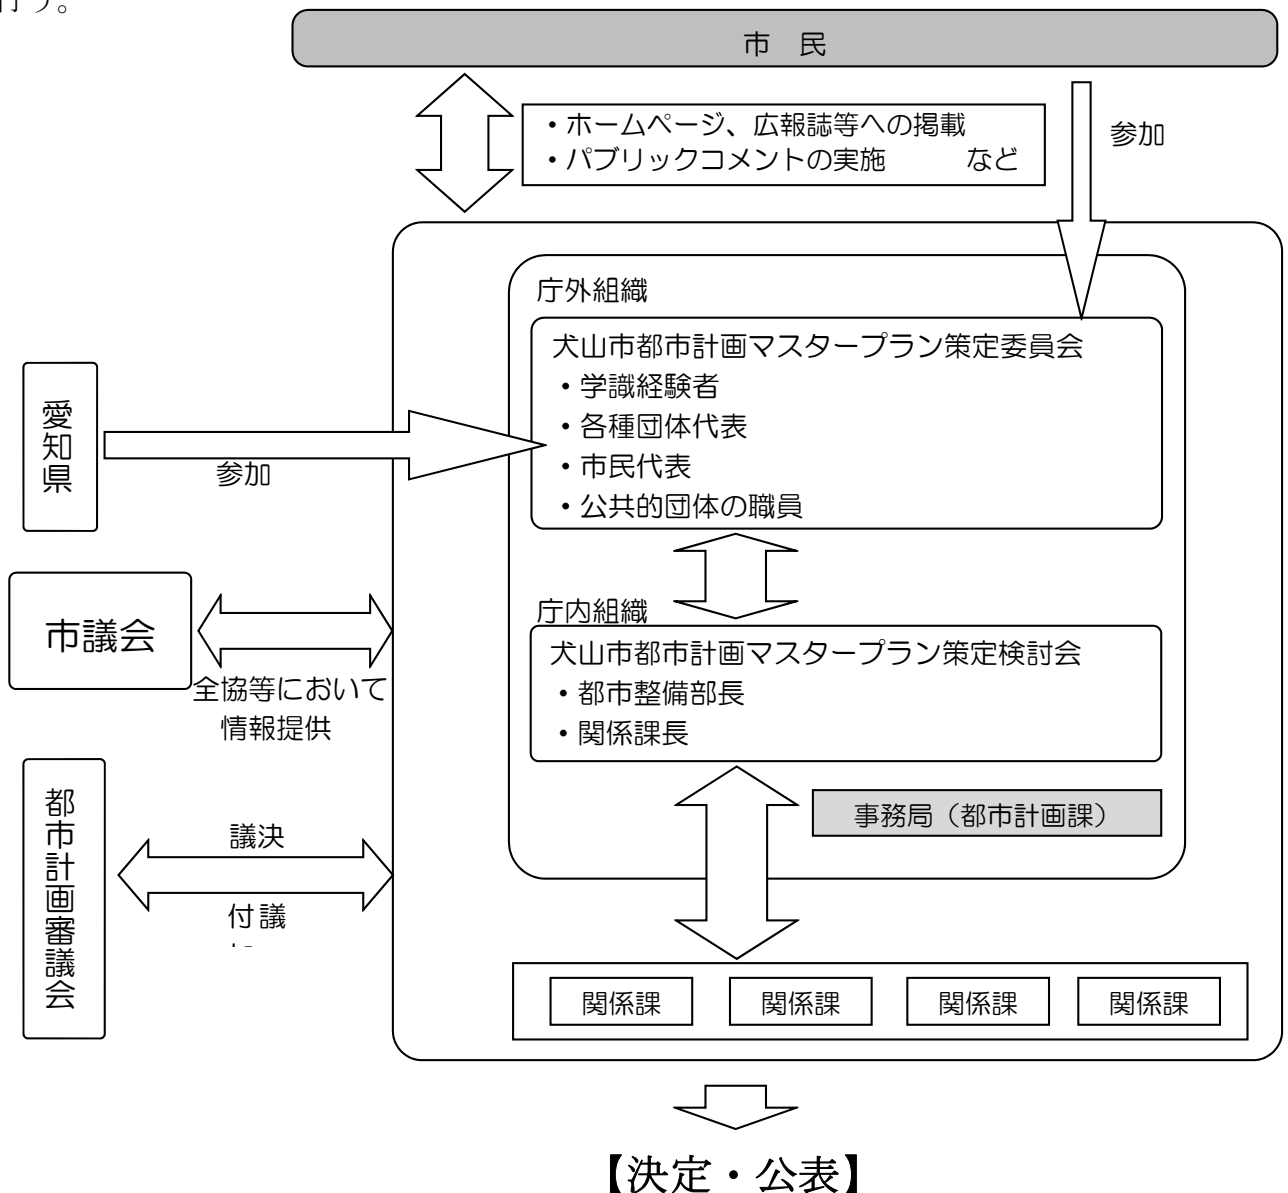 行う。
市　民
・ホームページ、広報誌等への掲載
・パブリックコメントの実施　　　など
参加
庁外組織
犬山市都市計画マスタープラン策定委員会
・学識経験者
・各種団体代表
・市民代表
・公共的団体の職員
愛知県
参加
市議会
全協等において
情報提供
庁内組織
犬山市都市計画マスタープラン策定検討会
・都市整備部長
・関係課長
事務局（都市計画課）
都市計画審議会
議決
付議
関係課
関係課
関係課
関係課
【決定・公表】